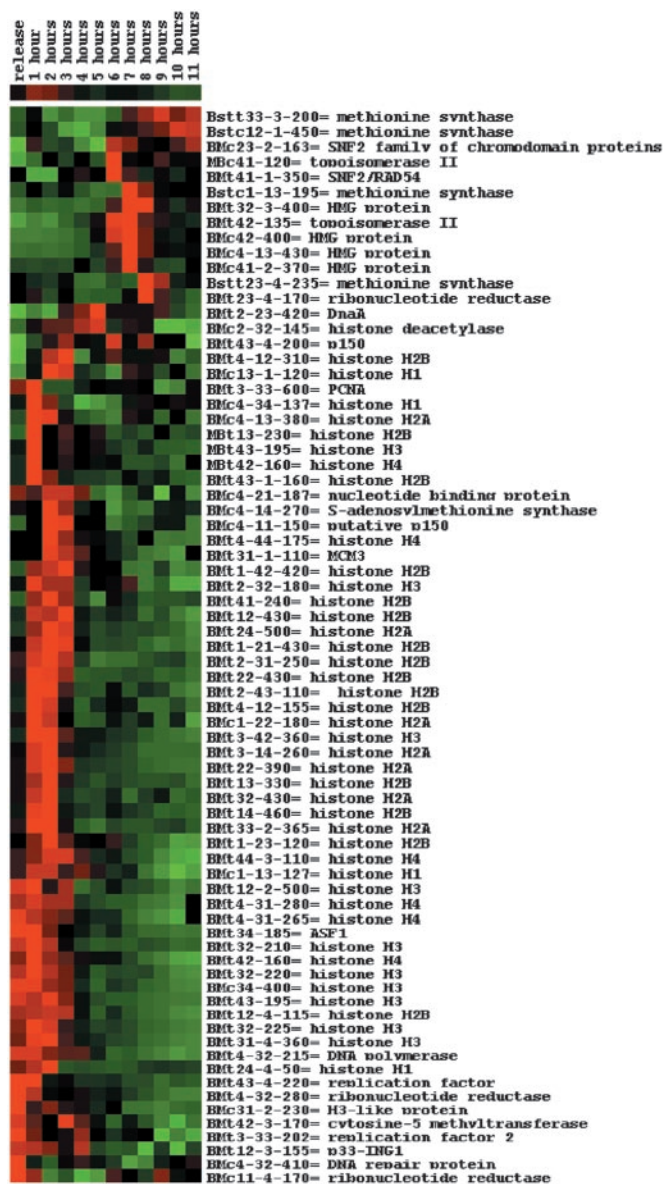 release
1 hour
2 hours
3 hours
4 hours
5 hours
6 hours
7 hours
8 hours
9 hours
10 hours
11 hours
Bstt33-3-200= methionine synthase
Bstc12-1-450= methionine synthase
BMc23-2-163= SNF2 family of chromodomain proteins
MBc41-120= topoisomerase II
BMt41-1-350= SNF2/RAD54
Bstc1-13-195= methionine synthase
BMt32-3-400= HMG protein
BMt42-135= topoisomerase II
BMc42-400= HMG protein
BMc4-13-430= HMG protein
BMc41-2-370= HMG protein
Bstt23-4-235= methionine synthase
BMt23-4-170= ribonucleotide reductase
BMt2-23-420= DnaA
BMc2-32-145= histone deacetylase
BMt43-4-200= p150
BMt4-12-310= histone H2B
BMc13-1-120= histone H1
BMt3-33-600= PCNA
BMc4-34-137= histone H1
BMc4-13-380= histone H2A
MBt13-230= histone H2B
MBt43-195= histone H3
MBt42-160= histone H4
BMt43-1-160= histone H2B
BMc4-21-187= nucleotide binding protein
BMc4-14-270= S-adenosylmethionine synthase
BMc4-11-150= putative p150
BMt4-44-175= histone H4
BMt31-1-110= MCM3
BMt1-42-420= histone H2B
BMt2-32-180= histone H3
BMt41-240= histone H2B
BMt12-430= histone H2B
BMt24-500= histone H2A
BMt1-21-430= histone H2B
BMt2-31-250= histone H2B
BMt22-430= histone H2B
BMt2-43-110= histone H2B
BMt4-12-155= histone H2B
BMc1-22-180= histone H2A
BMt3-42-360= histone H3
BMt3-14-260= histone H2A
BMt22-390= histone H2A
BMt13-330= histone H2B
BMt32-430= histone H2A
BMt14-460= histone H2B
BMt33-2-365= histone H2A
BMt1-23-120= histone H2B
BMt44-3-110= histone H4
BMc1-13-127= histone H1
BMt12-2-500= histone H3
BMt4-31-280= histone H4
BMt4-31-265= histone H4
BMt34-185= ASF1
BMt32-210= histone H3
BMt42-160= histone H4
BMt32-220= histone H3
BMc34-400= histone H3
BMt43-195= histone H3
BMt12-4-115= histone H2B
BMt32-225= histone H3
BMt31-4-360= histone H3
BMt4-32-215= DNA polymerase
BMt24-4-50= histone H1
BMt43-4-220= replication factor
BMt4-32-280= ribonucleotide reductase
BMc31-2-230= H3-like protein
BMt42-3-170= cytosine-5 methyltransferase
BMt3-33-202= replication factor 2
BMt12-3-155= p33-ING1
BMc4-32-410= DNA repair protein
BMc11-4-170= ribonucleotide reductase